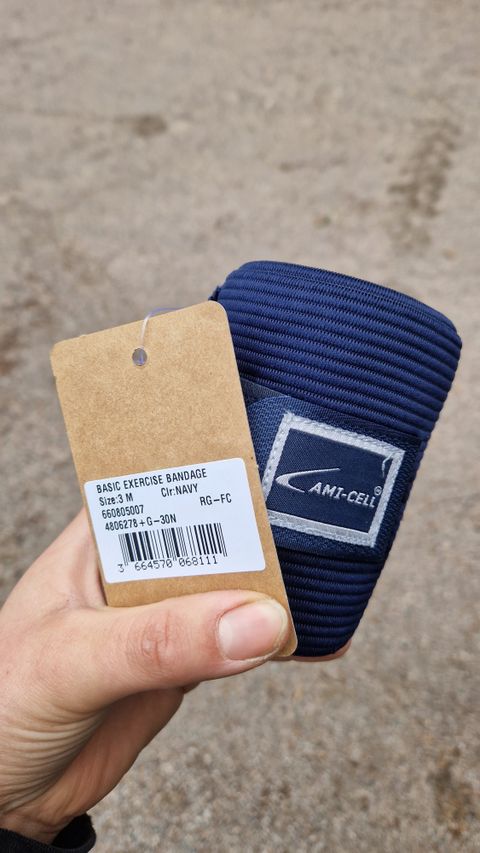 BASIC EXERCISE BANDAGE
Size:3 M Clr:NAVY
660805007 RG-FC
4806278+G-30N
3 664570 068111
AMI-CELL®